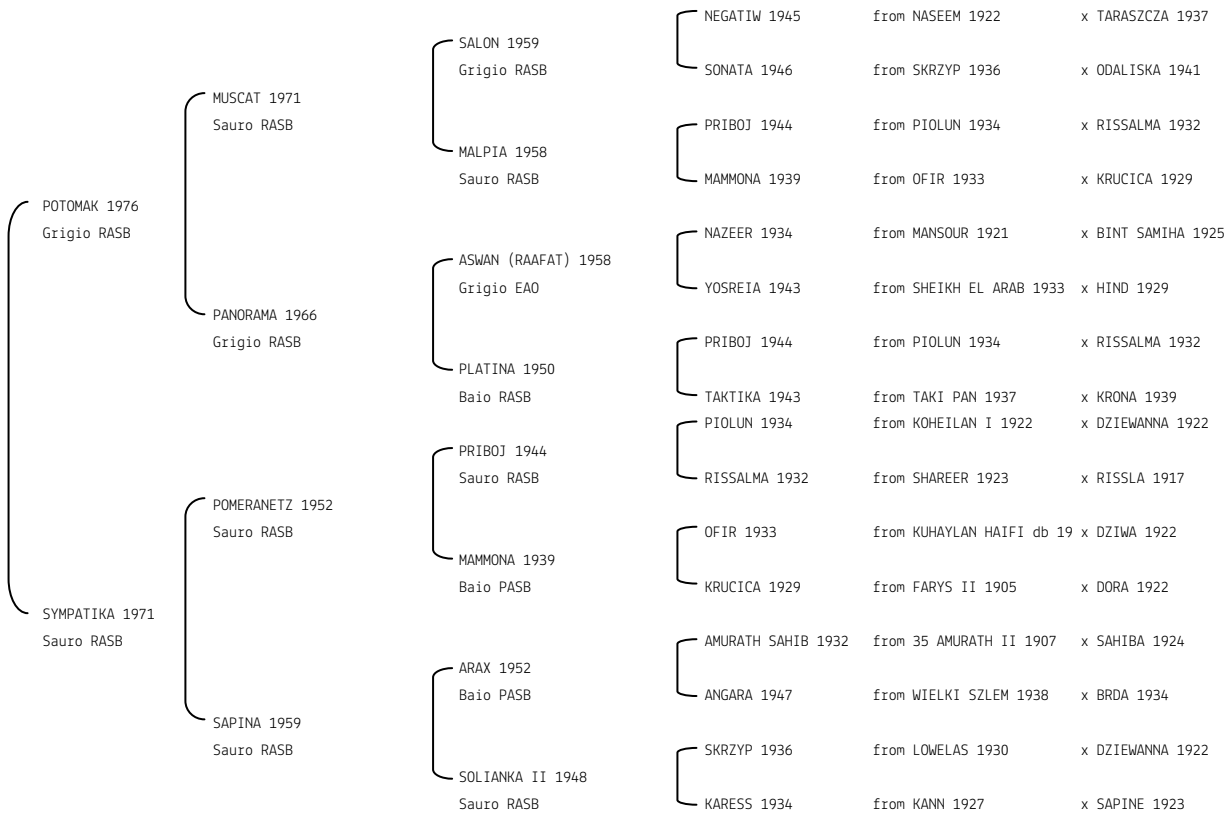 NEGATIW 1945 from NASEEM 1922 x TARASZCZA 1937
SALON 1959
Grigio RASB SONATA 1946 from SKRZYP 1936 x ODALISKA 1941
MUSCAT 1971
Sauro RASB PRIBOJ 1944 from PIOLUN 1934 x RISSALMA 1932
MALPIA 1958
Sauro RASB MAMMONA 1939 from OFIR 1933 x KRUCICA 1929
POTOMAK 1976
Grigio RASB NAZEER 1934 from MANSOUR 1921 x BINT SAMIHA 1925
ASWAN (RAAFAT) 1958
Grigio EAO YOSREIA 1943 from SHEIKH EL ARAB 1933 x HIND 1929
PANORAMA 1966
Grigio RASB PRIBOJ 1944 from PIOLUN 1934 x RISSALMA 1932
PLATINA 1950
Baio RASB TAKTIKA 1943 from TAKI PAN 1937 x KRONA 1939
PIOLUN 1934 from KOHEILAN I 1922 x DZIEWANNA 1922
PRIBOJ 1944
Sauro RASB RISSALMA 1932 from SHAREER 1923 x RISSLA 1917
POMERANETZ 1952
Sauro RASB OFIR 1933 from KUHAYLAN HAIFI db 19 x DZIWA 1922
MAMMONA 1939
Baio PASB KRUCICA 1929 from FARYS II 1905 x DORA 1922
SYMPATIKA 1971
Sauro RASB AMURATH SAHIB 1932 from 35 AMURATH II 1907 x SAHIBA 1924
ARAX 1952
Baio PASB ANGARA 1947 from WIELKI SZLEM 1938 x BRDA 1934
SAPINA 1959
Sauro RASB SKRZYP 1936 from LOWELAS 1930 x DZIEWANNA 1922
SOLIANKA II 1948
Sauro RASB KARESS 1934 from KANN 1927 x SAPINE 1923